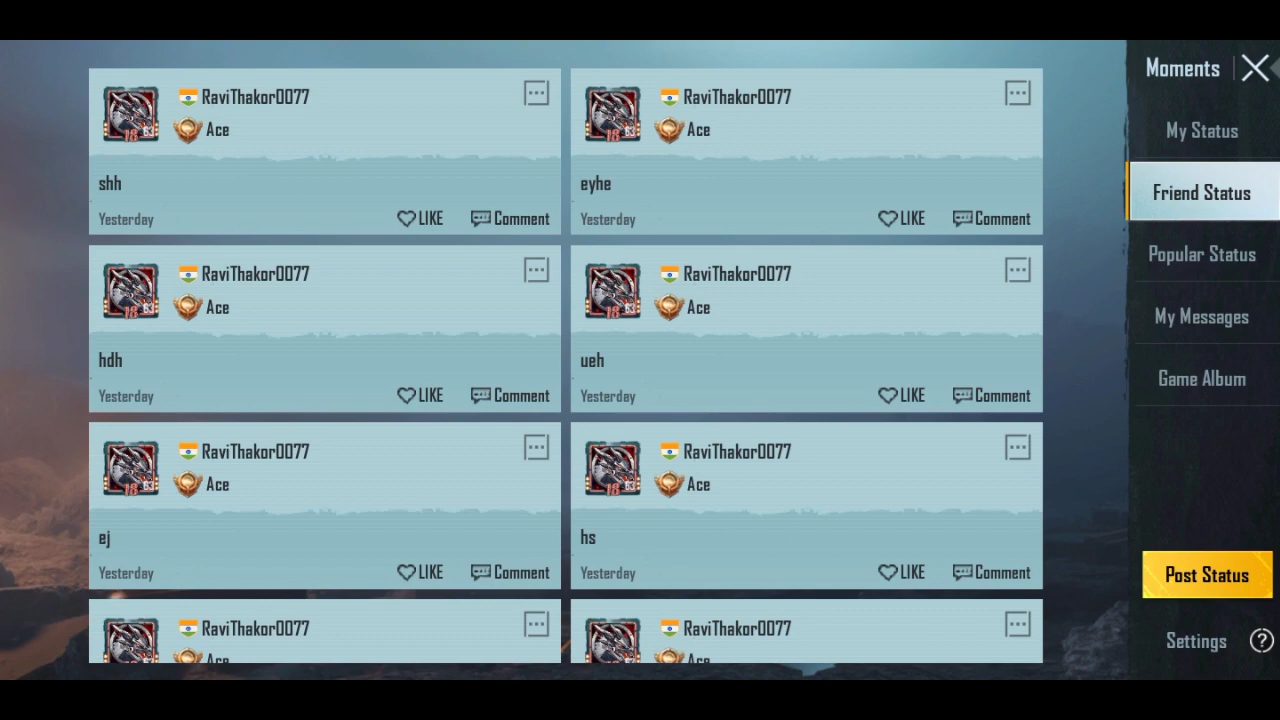 RaviThakor0077
Ace
shh
Yesterday
LIKE
Comment
RaviThakor0077
Ace
eyhe
Yesterday
LIKE
Comment
RaviThakor0077
Ace
hdh
Yesterday
LIKE
Comment
RaviThakor0077
Ace
ueh
Yesterday
LIKE
Comment
RaviThakor0077
Ace
ej
Yesterday
LIKE
Comment
RaviThakor0077
Ace
hs
Yesterday
LIKE
Comment
RaviThakor0077
Ace
RaviThakor0077
Ace
Moments
My Status
Friend Status
Popular Status
My Messages
Game Album
Post Status
Settings
?